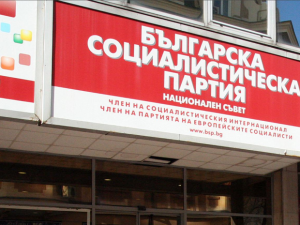 БЪЛГАРСКА
СОЦИАЛИСТИЧЕСКА
ПАРТИЯ
НАЦИОНАЛЕН СЪВЕТ
ЧЛЕН НА СОЦИАЛИСТИЧЕСКИЯ ИНТЕРНАЦИОНАЛ
ЧЛЕН НА ПАРТИЯТА НА ЕВРОПЕЙСКИТЕ СОЦИАЛИСТИ
www.bsp.bg